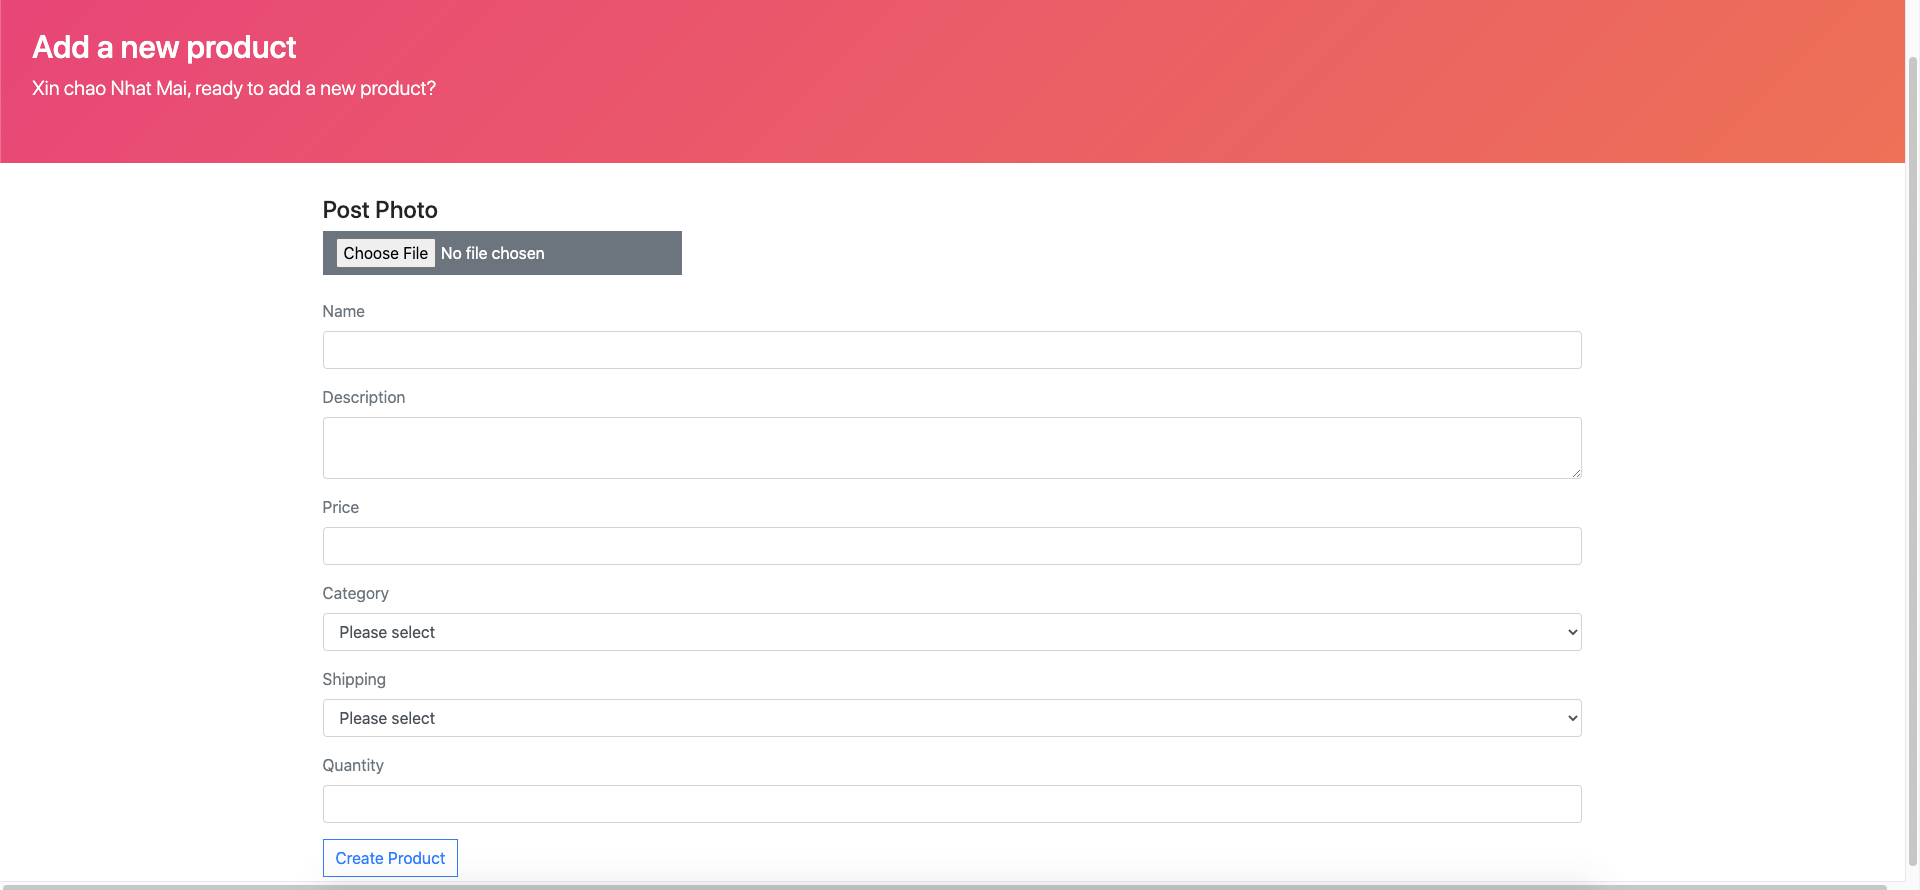 Add a new product
Xin chao Nhat Mai, ready to add a new product?
Post Photo
Choose File No file chosen
Name
Description
Price
Category
Please select
Shipping
Please select
Quantity
Create Product